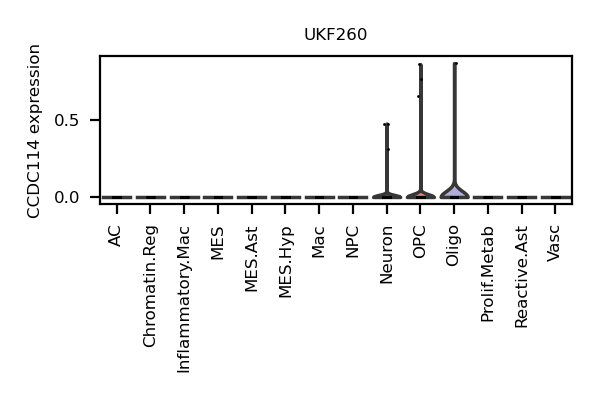 UKF260
CCDC114 expression
0.5
0.0
AC
Chromatin.Reg
Inflammatory.Mac
MES
MES.Ast
MES.Hyp
Mac
NPC
Neuron
OPC
Oligo
Prolif.Metab
Reactive.Ast
Vasc